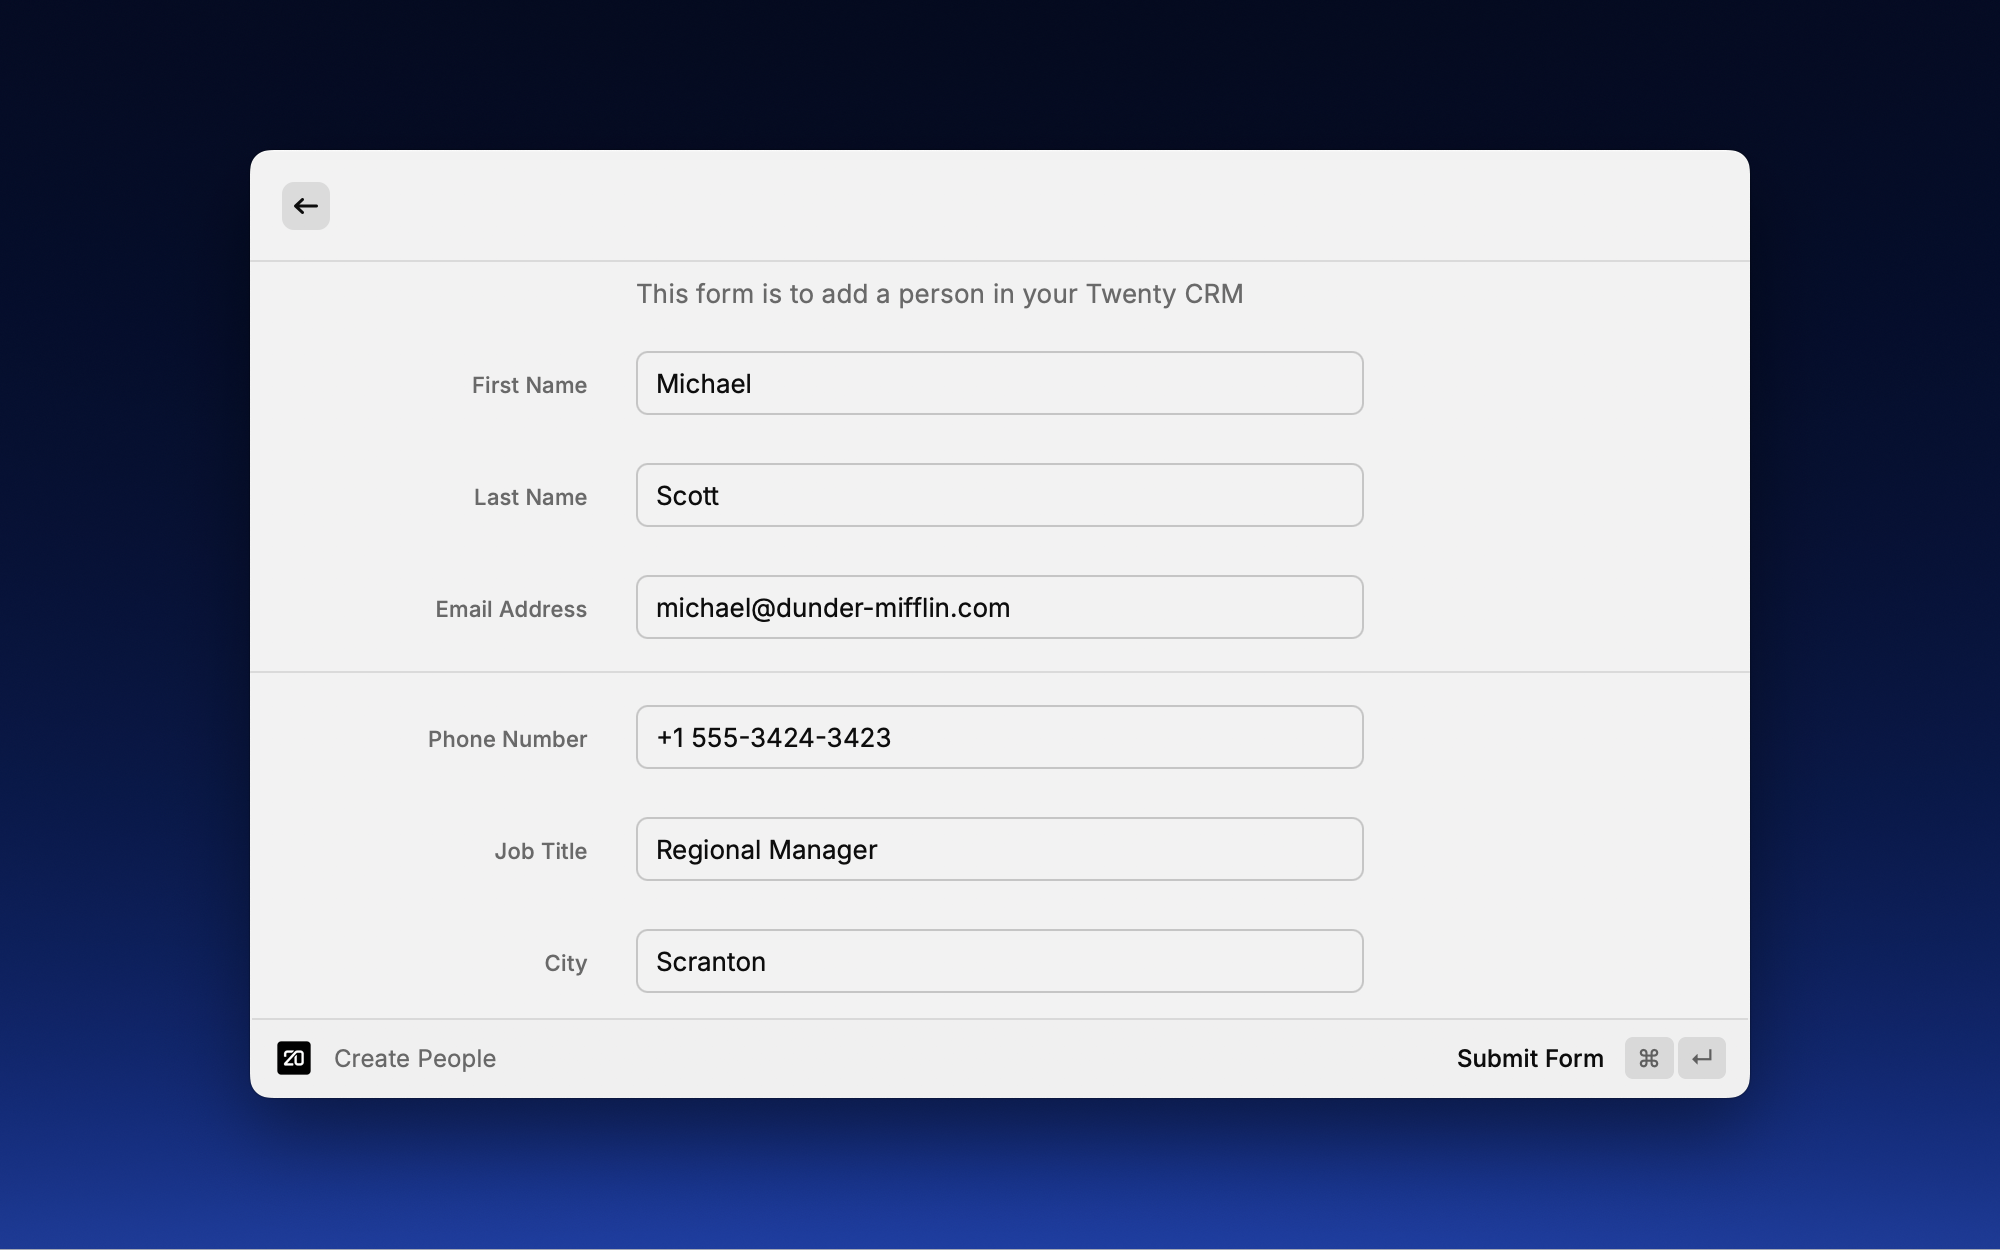 This form is to add a person in your Twenty CRM
First Name
Michael
Last Name
Scott
Email Address
michael@dunder-mifflin.com
Phone Number
+1 555-3424-3423
Job Title
Regional Manager
City
Scranton
20 Create People
Submit Form ⌘ ↵